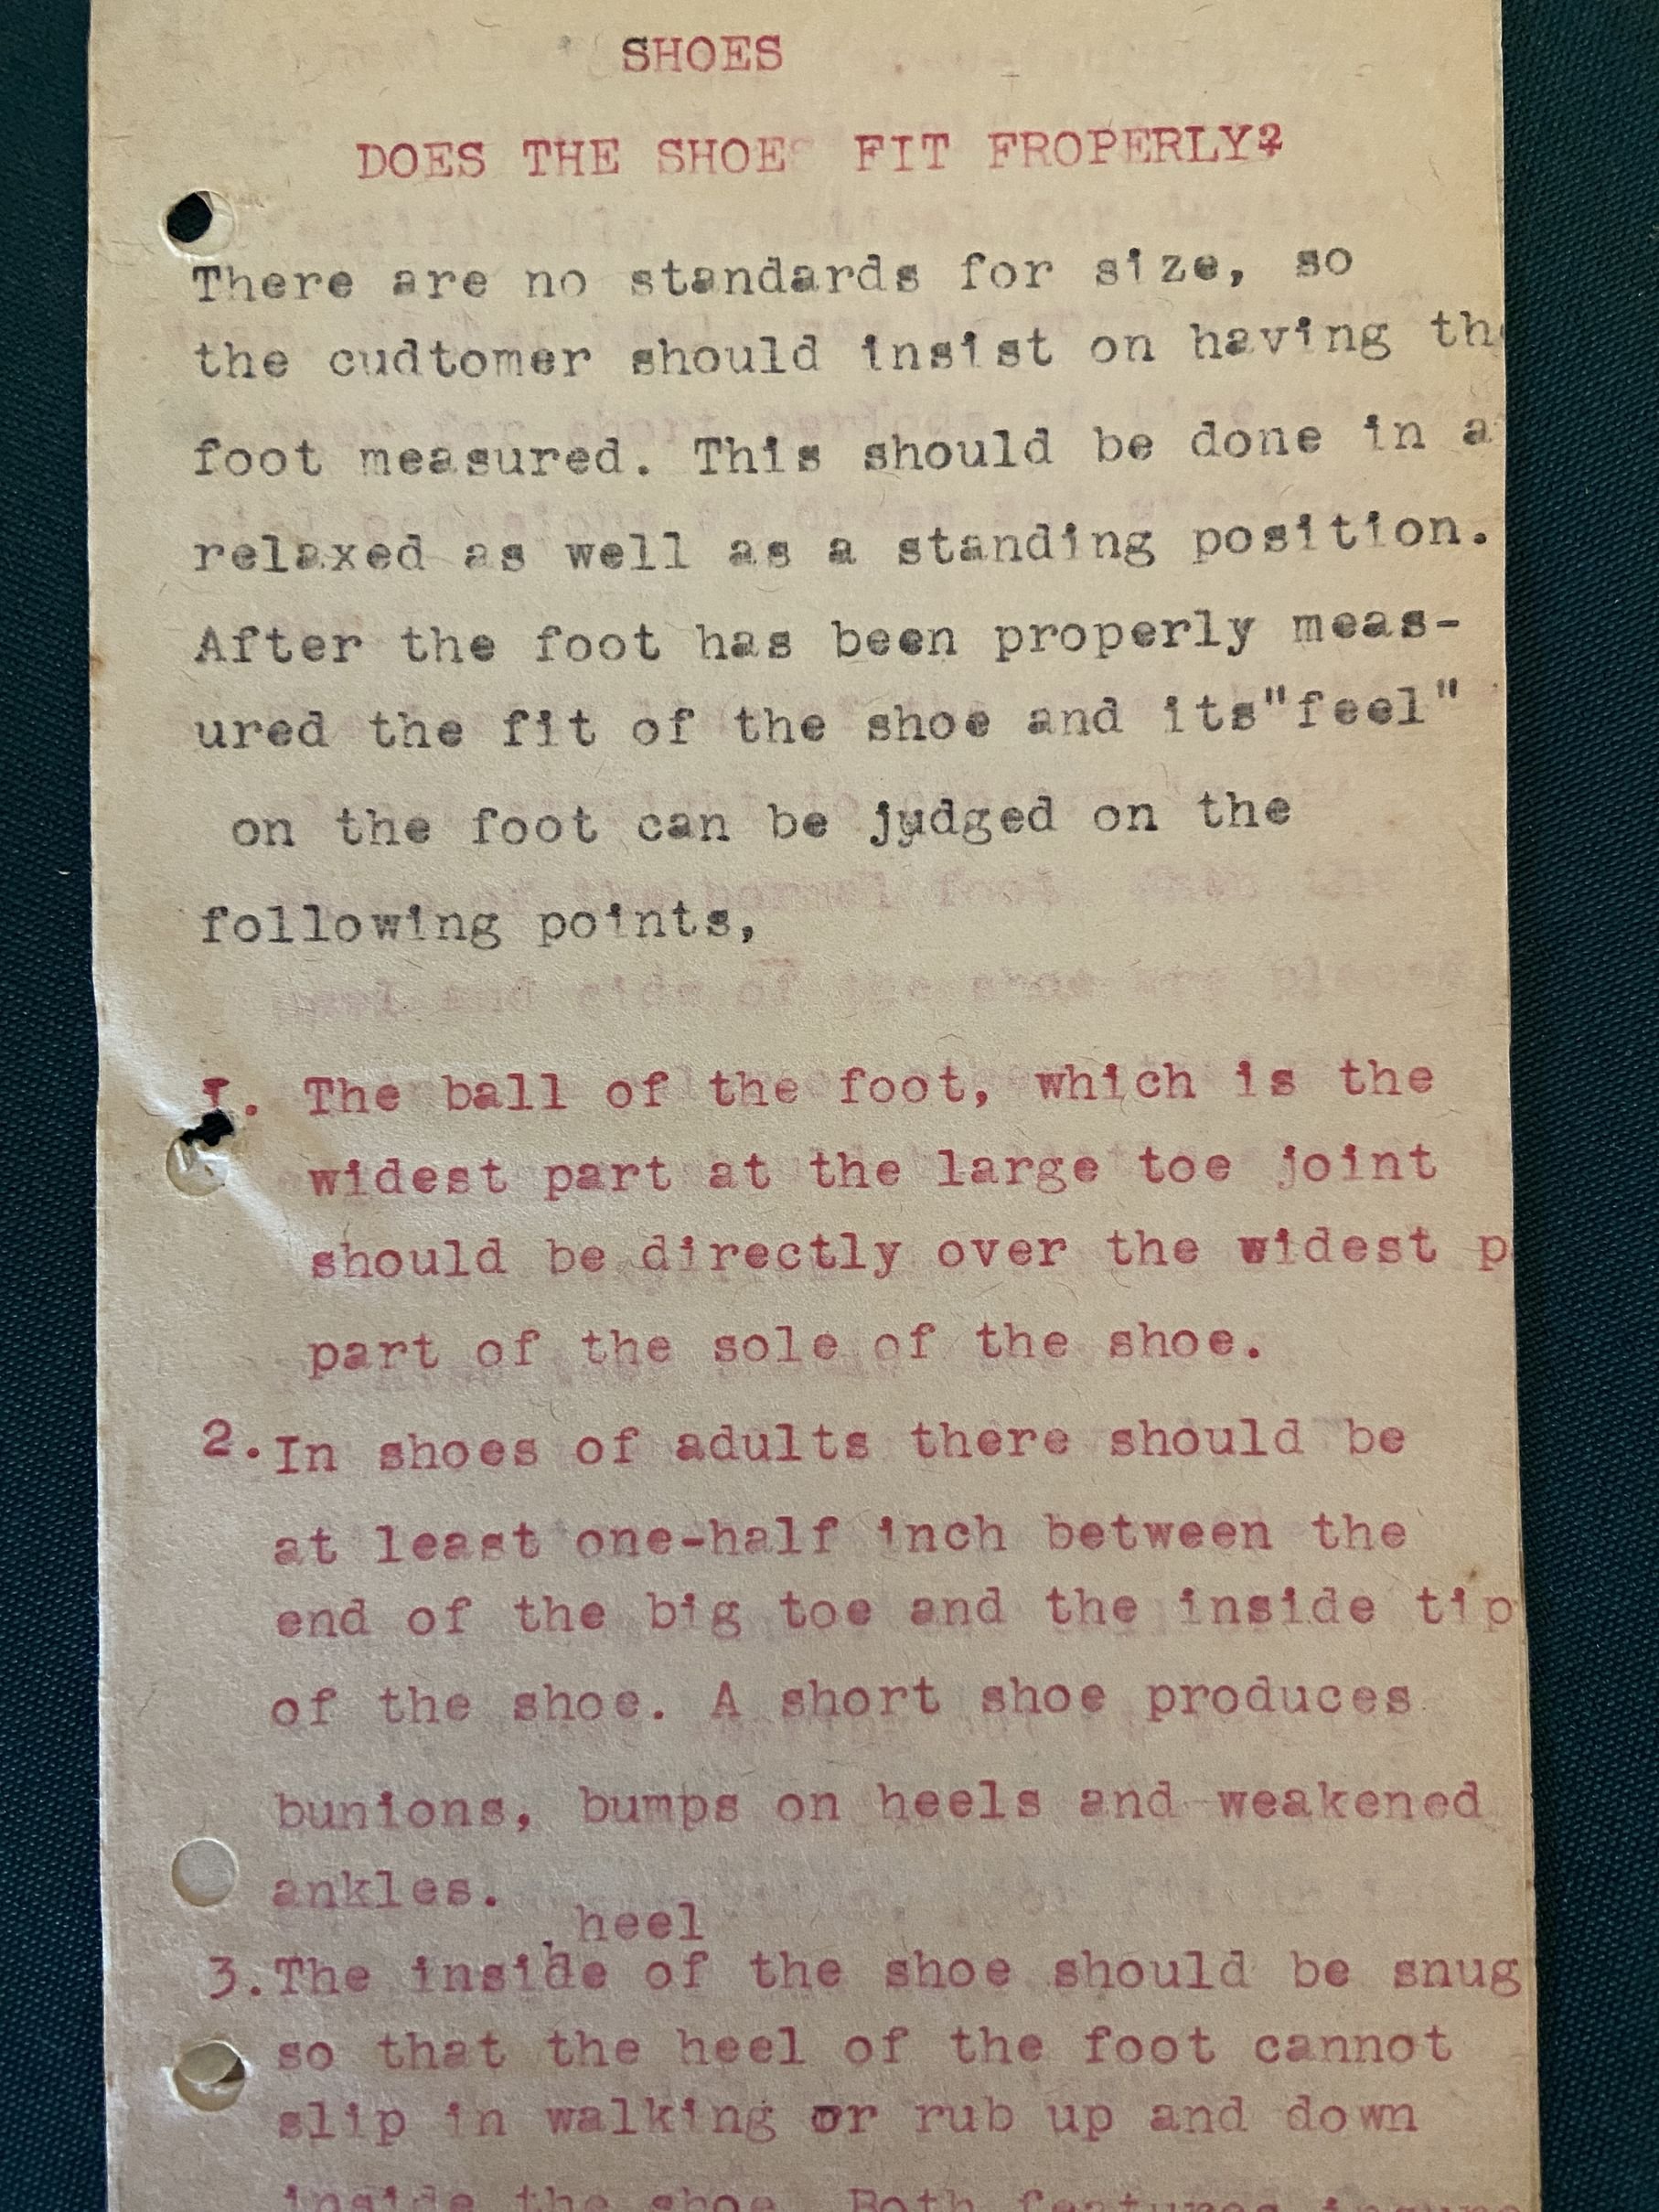 SHOES
DOES THE SHOE FIT FROPERLY?
There are no standards for size, so
the cudtomer should insist on having the
foot measured. This should be done in a
relaxed as well as a standing position.
After the foot has been properly meas-
ured the fit of the shoe and its"feel"
on the foot can be judged on the
following points,
1. The ball of the foot, which is the
widest part at the large toe joint
should be directly over the widest p
part of the sole of the shoe.
2. In shoes of adults there should be
at least one-half inch between the
end of the big toe and the inside tip
of the shoe. A short shoe produces
bunions, bumps on heels and weakened
ankles.
heel
3. The inside of the shoe should be snug
so that the heel of the foot cannot
slip in walking or rub up and down
inside the shoe. Both features